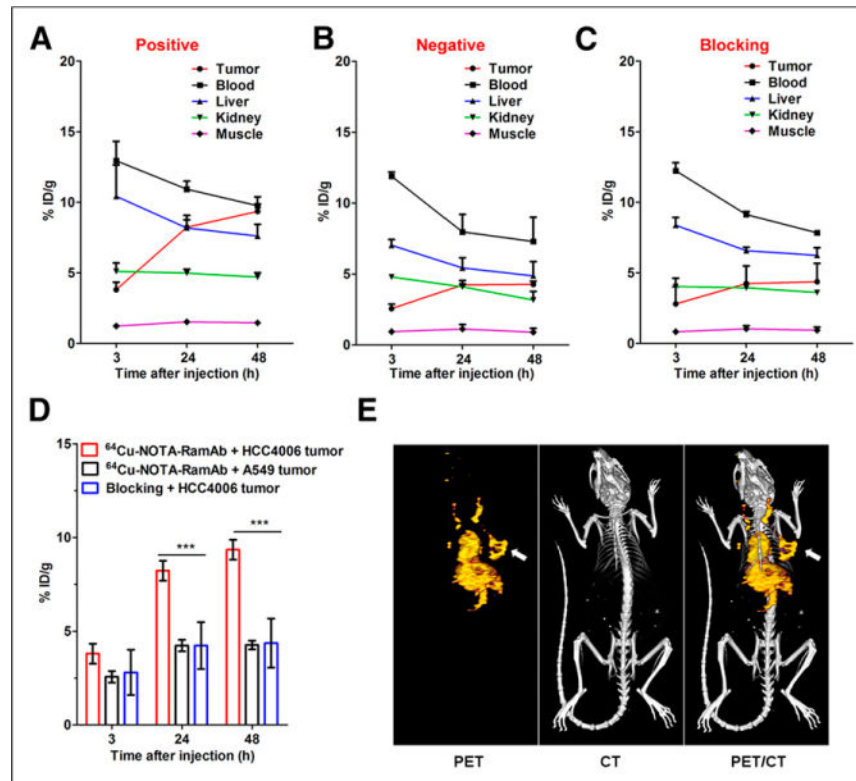 A
Positive
Tumor
Blood
Liver
Kidney
Muscle
20
15
10
5
0
% ID/g
3
24
48
Time after injection (h)
B
Negative
Tumor
Blood
Liver
Kidney
Muscle
20
15
10
5
0
% ID/g
3
24
48
Time after injection (h)
C
Blocking
Tumor
Blood
Liver
Kidney
Muscle
20
15
10
5
0
% ID/g
3
24
48
Time after injection (h)
D
⁶⁴Cu-NOTA-RamAb + HCC4006 tumor
⁶⁴Cu-NOTA-RamAb + A549 tumor
Blocking + HCC4006 tumor
15
10
5
0
% ID/g
***
***
3
24
48
Time after injection (h)
E
PET
CT
PET/CT